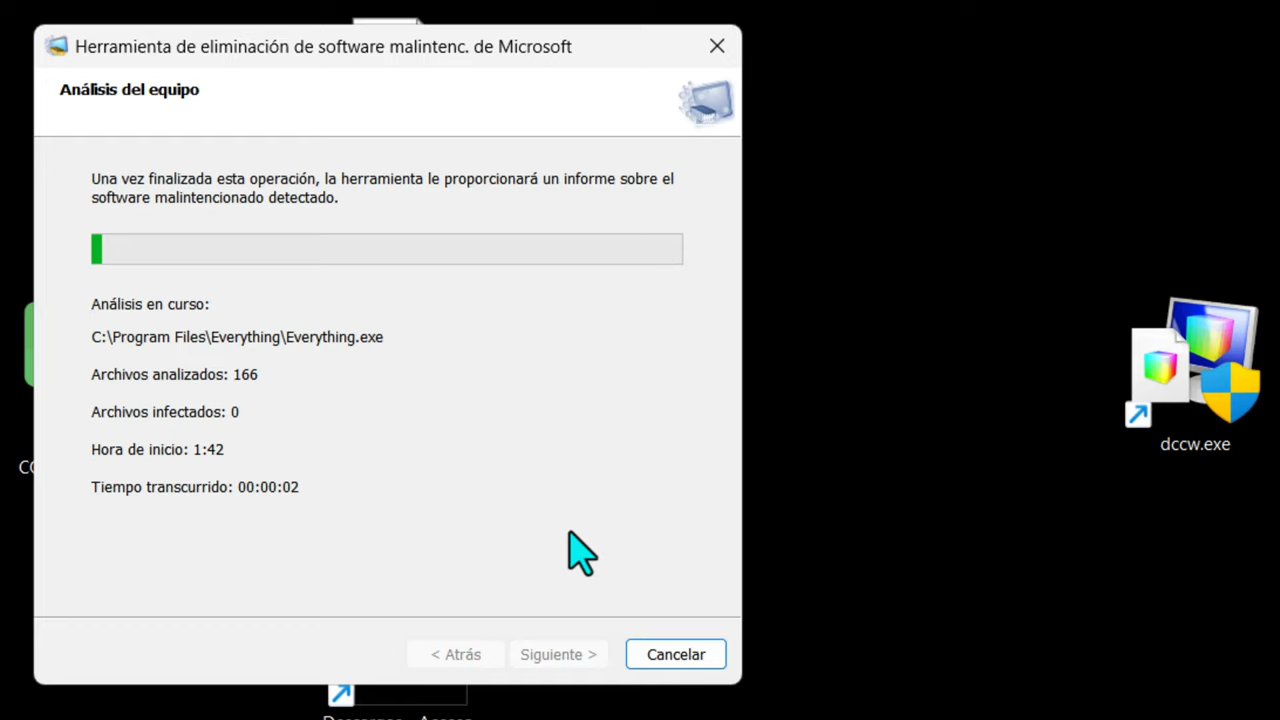 Herramienta de eliminación de software malintenc. de Microsoft
Análisis del equipo
Una vez finalizada esta operación, la herramienta le proporcionará un informe sobre el
software malintencionado detectado.
Análisis en curso:
C:\Program Files\Everything\Everything.exe
Archivos analizados: 166
Archivos infectados: 0
Hora de inicio: 1:42
Tiempo transcurrido: 00:00:02
< Atrás
Siguiente >
Cancelar
dccw.exe